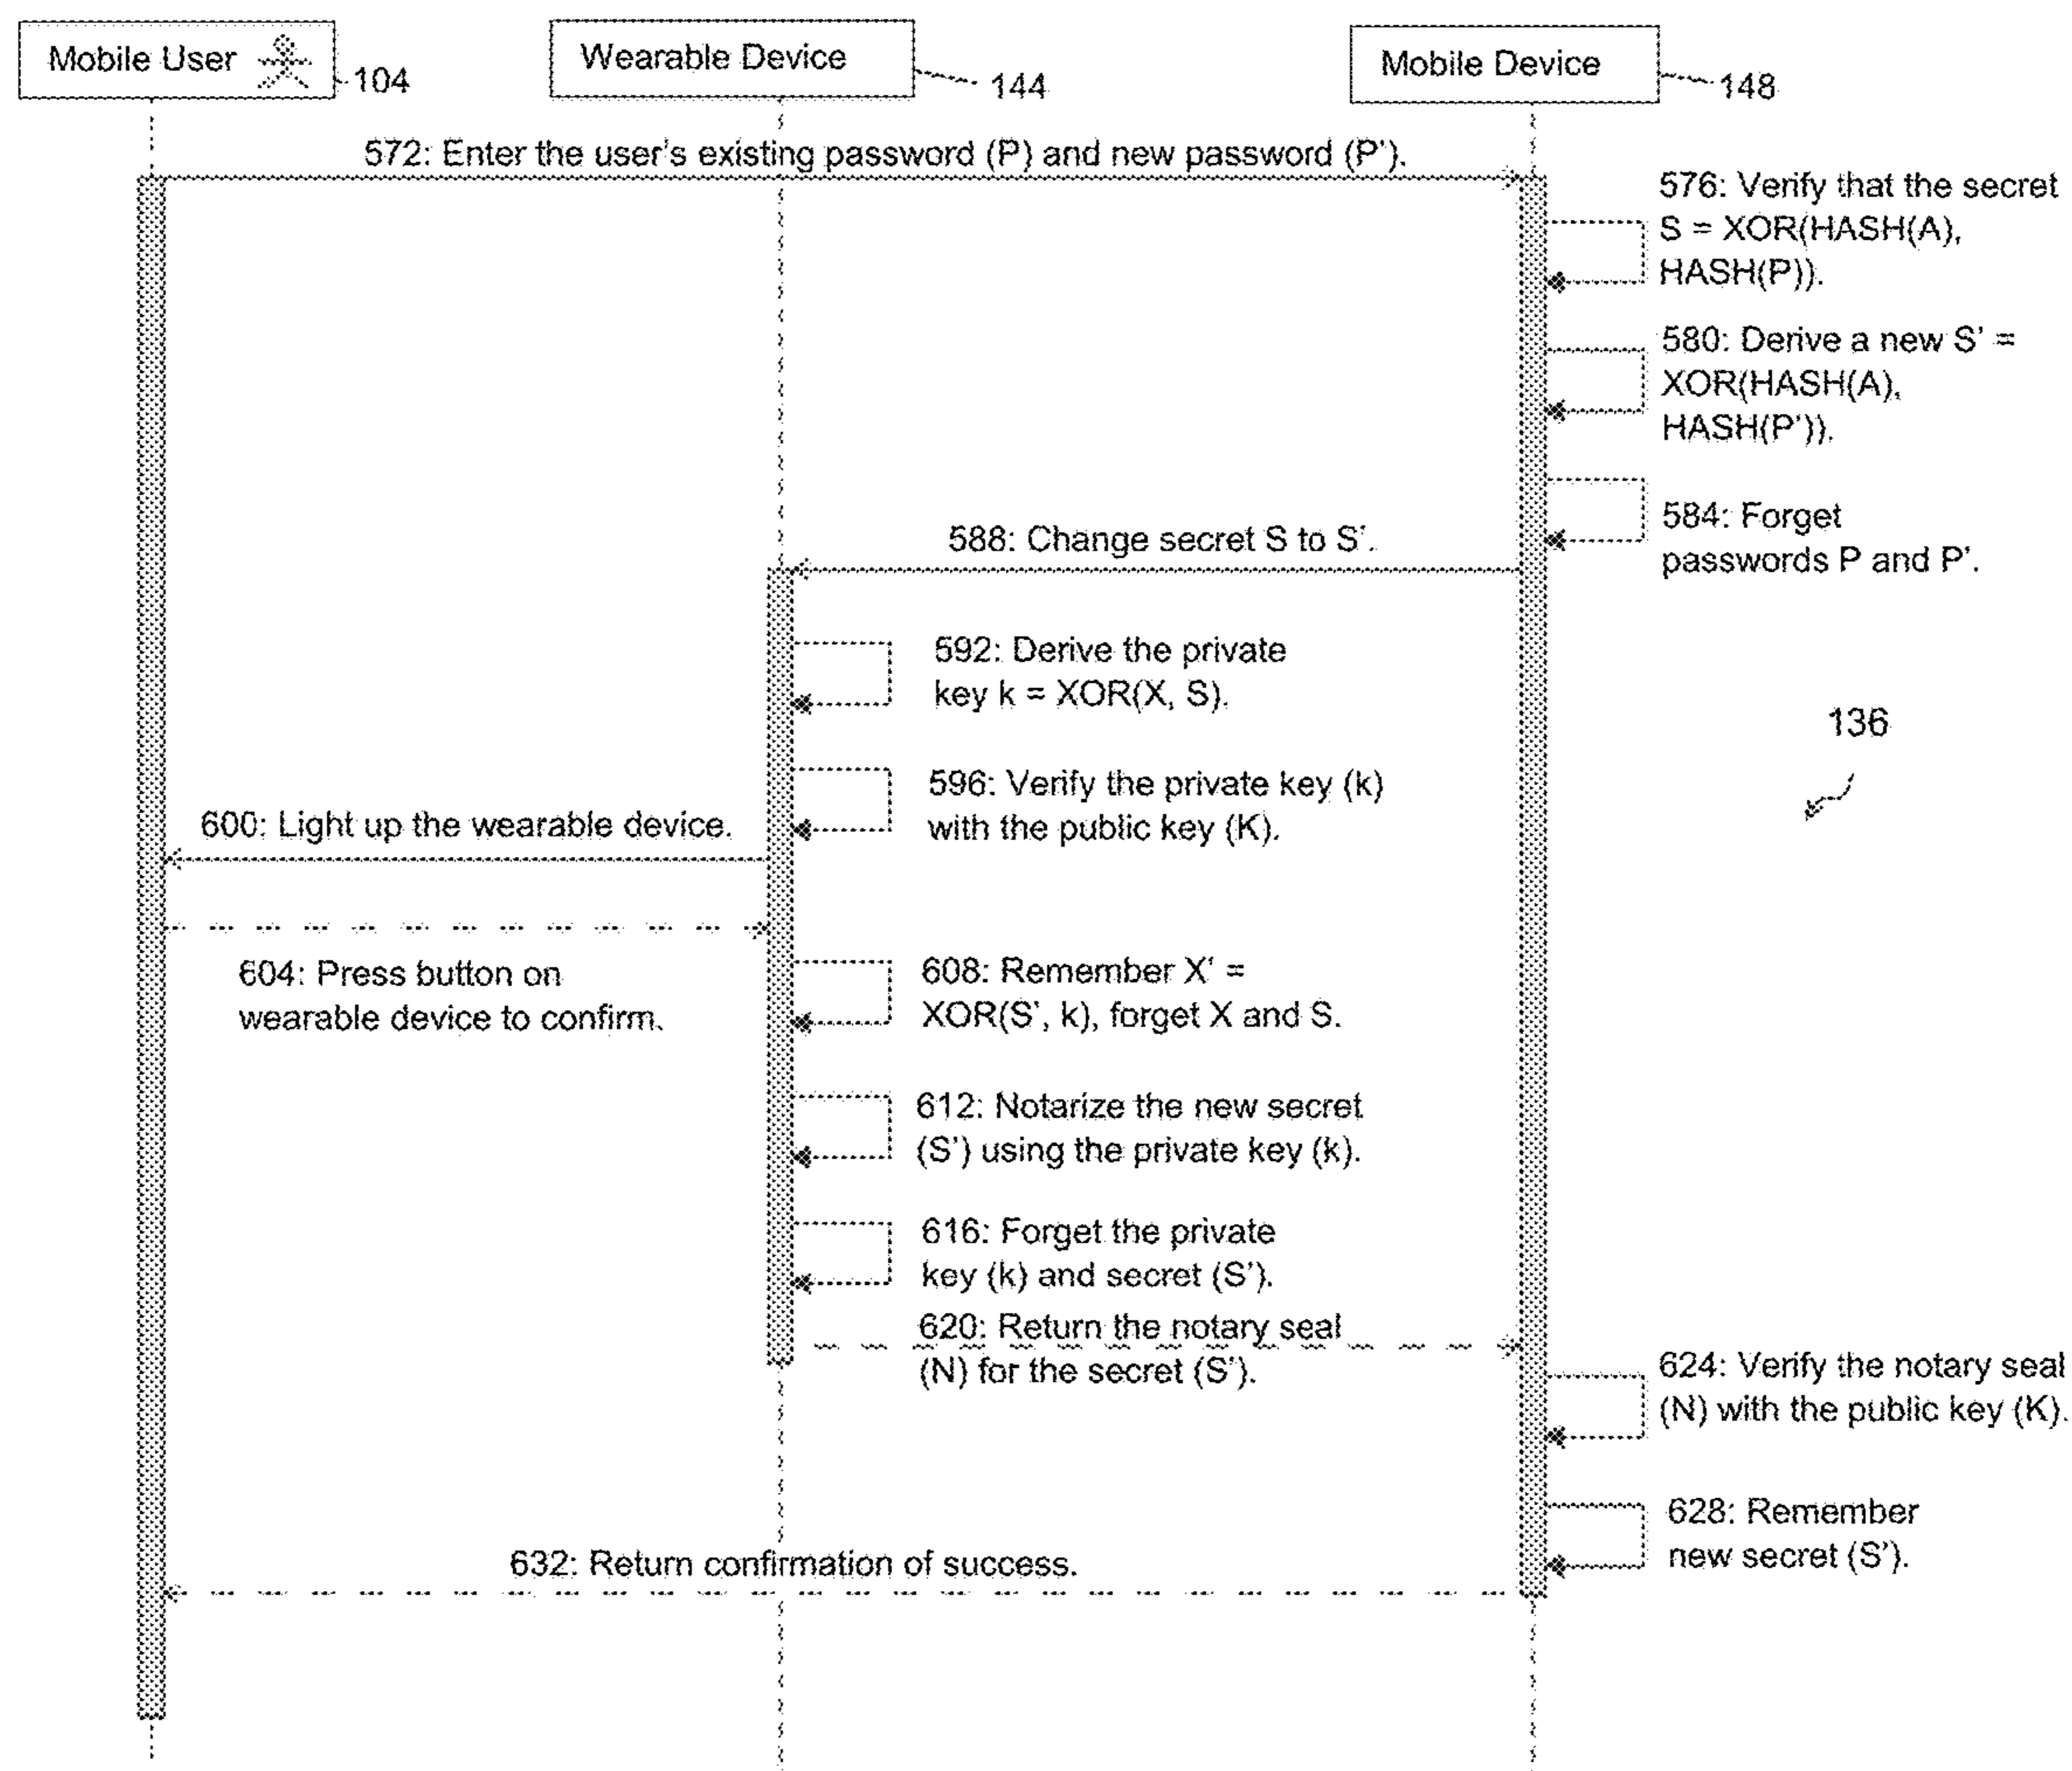 Mobile User
104
Wearable Device
144
Mobile Device
148
572: Enter the user's existing password (P) and new password (P').
576: Verify that the secret
S = XOR(HASH(A),
HASH(P)).
580: Derive a new S' =
XOR(HASH(A),
HASH(P')).
584: Forget
passwords P and P'.
588: Change secret S to S'.
592: Derive the private
key k = XOR(X, S).
136
596: Verify the private key (k)
with the public key (K).
600: Light up the wearable device.
604: Press button on
wearable device to confirm.
608: Remember X' =
XOR(S', k), forget X and S.
612: Notarize the new secret
(S') using the private key (k).
616: Forget the private
key (k) and secret (S').
620: Return the notary seal
(N) for the secret (S').
624: Verify the notary seal
(N) with the public key (K).
628: Remember
new secret (S').
632: Return confirmation of success.